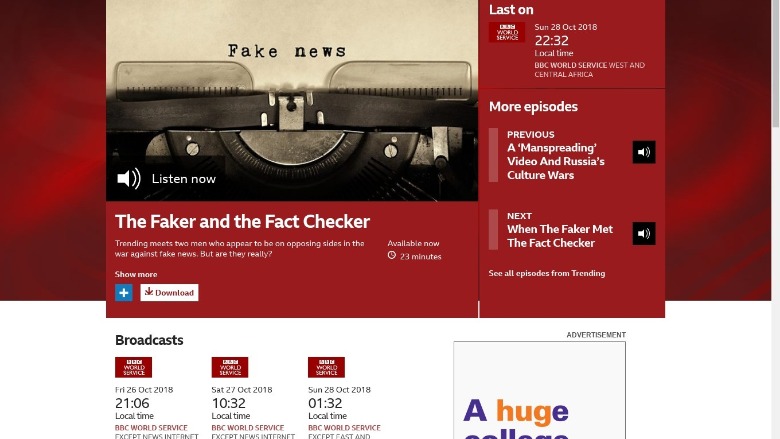 Fake news
Listen now
The Faker and the Fact Checker
Trending meets two men who appear to be on opposing sides in the
war against fake news. But are they really?
Available now
23 minutes
Show more
+
Download
Last on
BBC
WORLD
SERVICE
Sun 28 Oct 2018
22:32
Local time
BBC WORLD SERVICE WEST AND
CENTRAL AFRICA
More episodes
PREVIOUS
A ‘Manspreading’
Video And Russia’s
Culture Wars
NEXT
When The Faker Met
The Fact Checker
See all episodes from Trending
Broadcasts
BBC
WORLD
SERVICE
Fri 26 Oct 2018
21:06
Local time
BBC WORLD SERVICE
EXCEPT NEWS INTERNET
BBC
WORLD
SERVICE
Sat 27 Oct 2018
10:32
Local time
BBC WORLD SERVICE
EXCEPT NEWS INTERNET
BBC
WORLD
SERVICE
Sun 28 Oct 2018
01:32
Local time
BBC WORLD SERVICE
EXCEPT EAST AND
ADVERTISEMENT
A huge
college